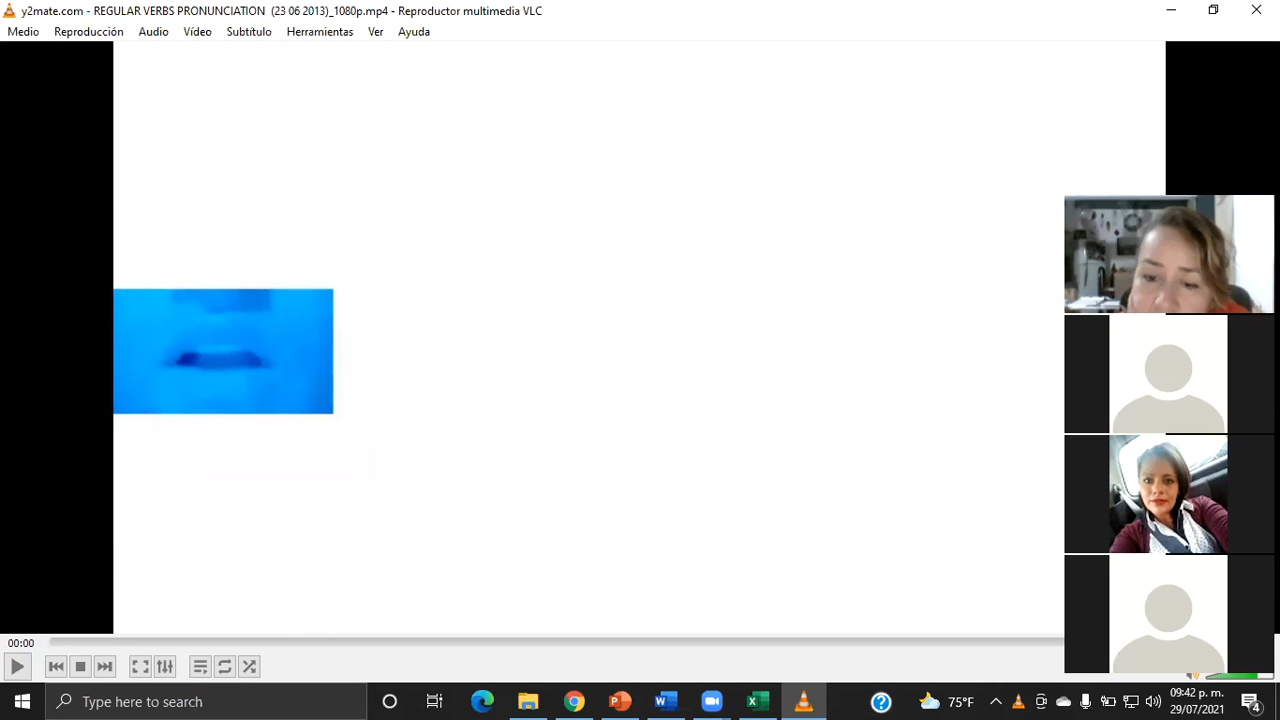 y2mate.com - REGULAR VERBS PRONUNCIATION (23 06 2013)_1080p.mp4 - Reproductor multimedia VLC
Medio Reproducción Audio Vídeo Subtítulo Herramientas Ver Ayuda
00:00
Type here to search
75°F
09:42 p. m.
29/07/2021
4